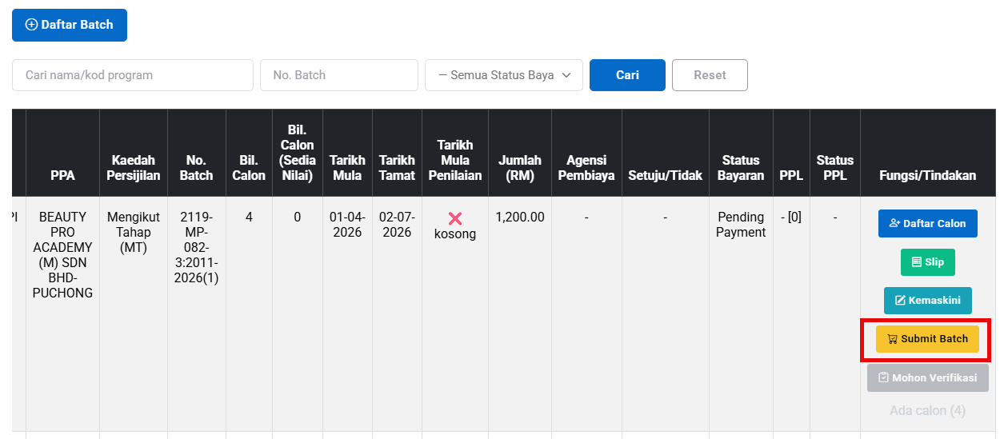 Daftar Batch
Cari nama/kod program
No. Batch
— Semua Status Baya
Cari
Reset
PPA
Kaedah
Persijilan
No.
Batch
Bil.
Calon
Bil.
Calon
(Sedia
Nilai)
Tarikh
Mula
Tarikh
Tamat
Tarikh
Mula
Penilaian
Jumlah
(RM)
Agensi
Pembiaya
Setuju/Tidak
Status
Bayaran
PPL
Status
PPL
Fungsi/Tindakan
BEAUTY
PRO
ACADEMY
(M) SDN
BHD-
PUCHONG
Mengikut
Tahap
(MT)
2119-
MP-
082-
3:2011-
2026(1)
4
0
01-04-
2026
02-07-
2026
❌
kosong
1,200.00
-
-
Pending
Payment
- [0]
-
Daftar Calon
Slip
Kemaskini
Submit Batch
Mohon Verifikasi
Ada calon (4)